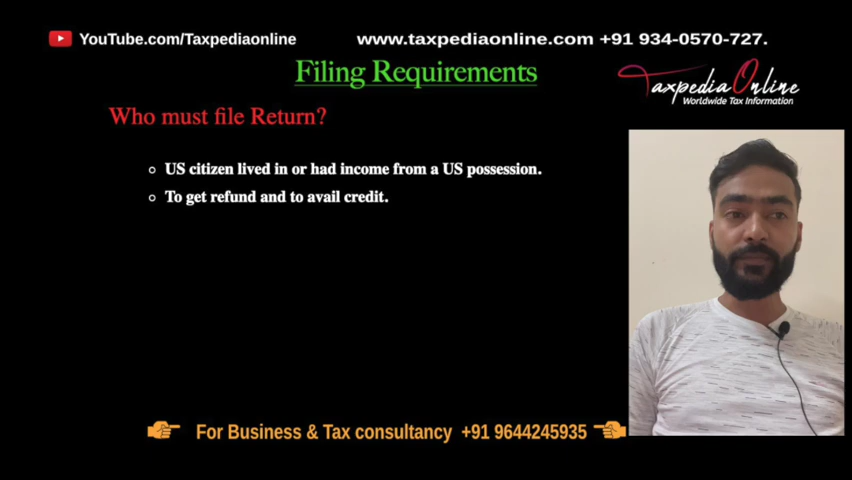 YouTube.com/Taxpediaonline
www.taxpediaonline.com +91 934-0570-727.
Filing Requirements
Taxpedia Online
Worldwide Tax Information
Who must file Return?
US citizen lived in or had income from a US possession.
To get refund and to avail credit.
For Business & Tax consultancy +91 9644245935